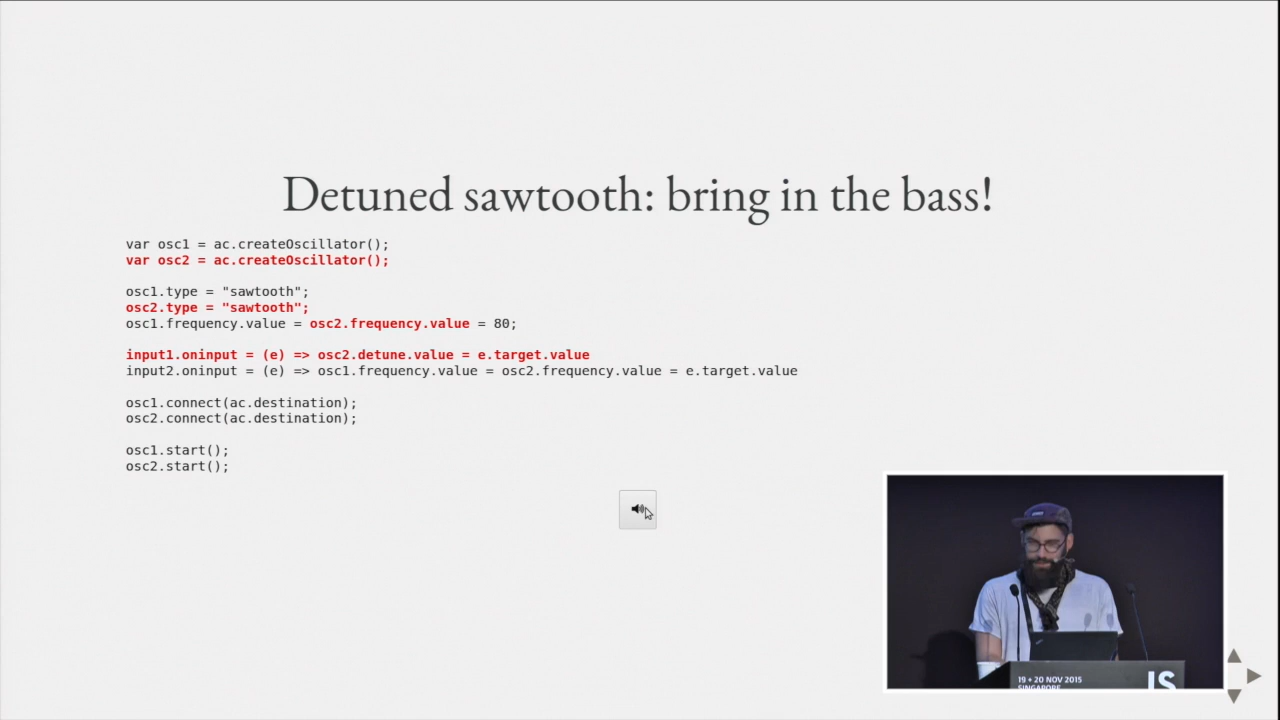 Detuned sawtooth: bring in the bass!
var osc1 = ac.createOscillator();
var osc2 = ac.createOscillator();
osc1.type = "sawtooth";
osc2.type = "sawtooth";
osc1.frequency.value = osc2.frequency.value = 80;
input1.oninput = (e) => osc2.detune.value = e.target.value
input2.oninput = (e) => osc1.frequency.value = osc2.frequency.value = e.target.value
osc1.connect(ac.destination);
osc2.connect(ac.destination);
osc1.start();
osc2.start();
19 + 20 NOV 2015
SINGAPORE
JS